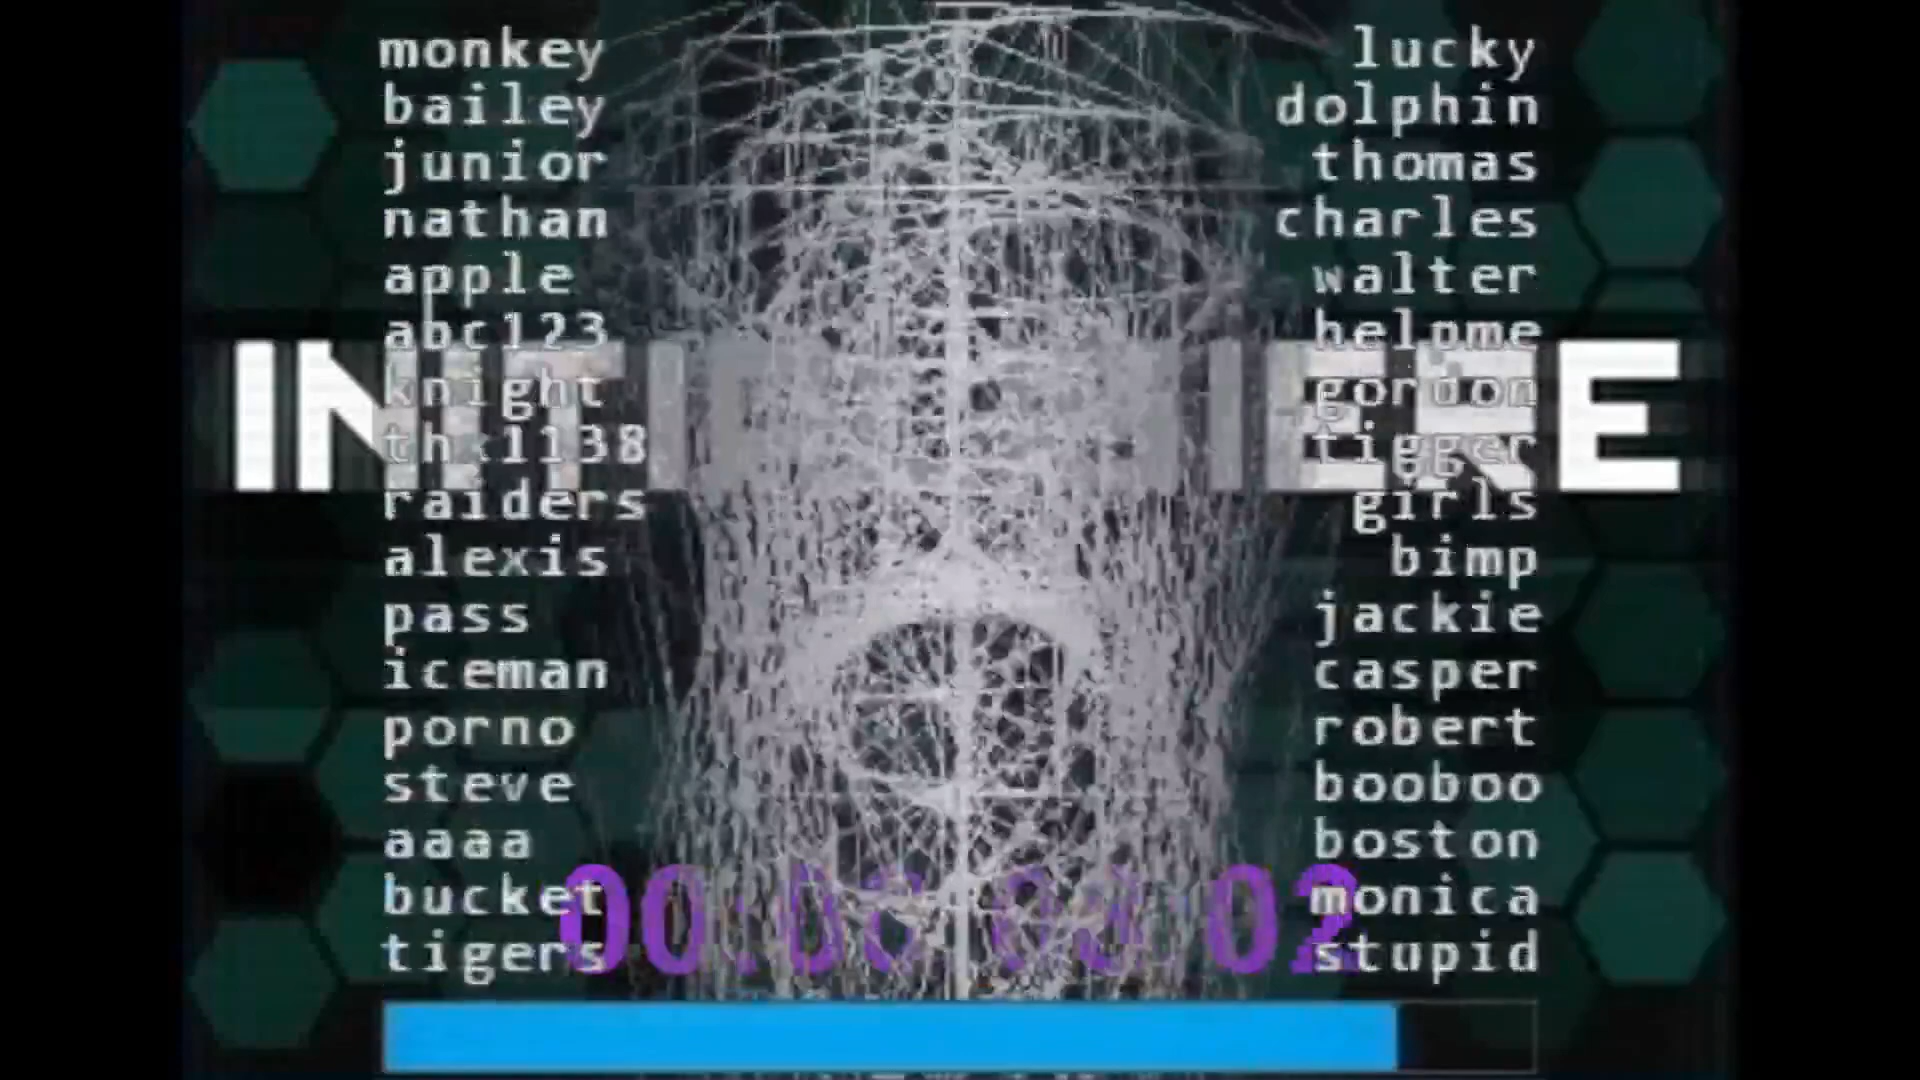 monkey
bailey
junior
nathan
apple
abc123
knight
thx1138
raiders
alexis
pass
iceman
porno
steve
aaaa
bucket
tigers
lucky
dolphin
thomas
charles
walter
helpme
gordon
tigger
girls
bimp
jackie
casper
robert
booboo
boston
monica
stupid